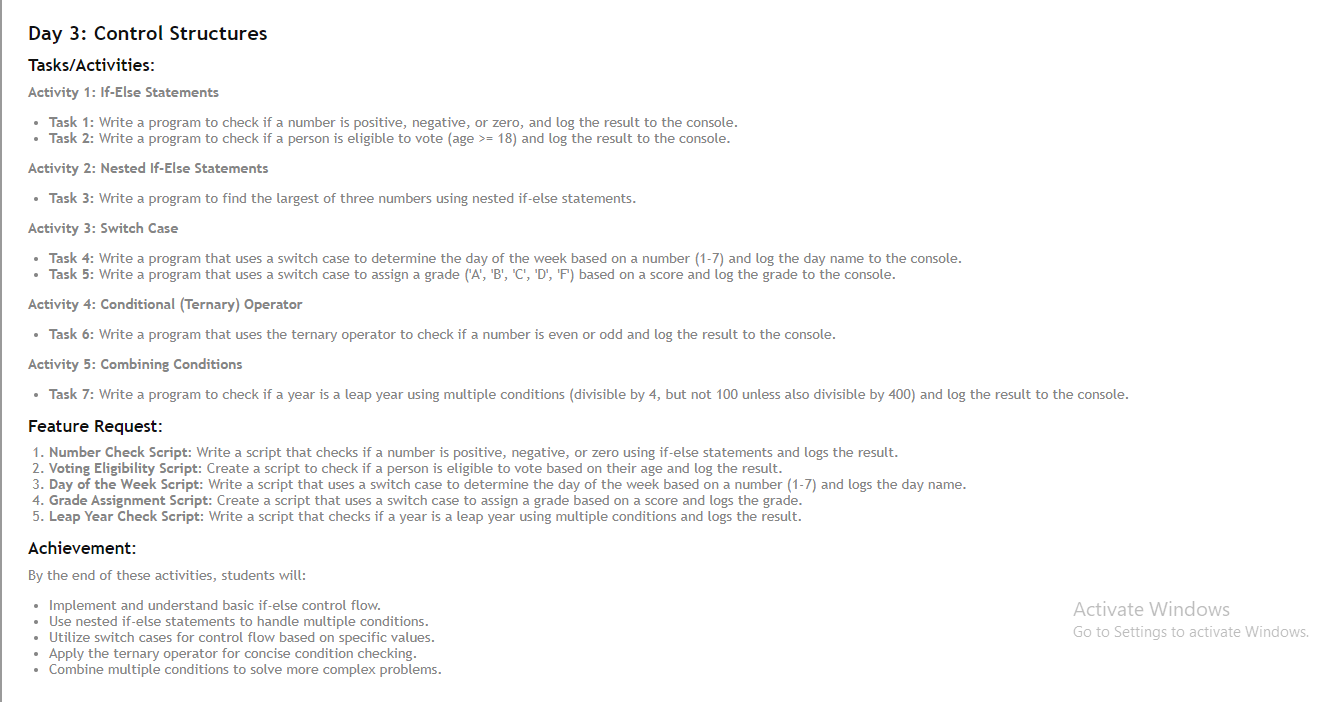 Day 3: Control Structures
Tasks/Activities:
Activity 1: If-Else Statements
• Task 1: Write a program to check if a number is positive, negative, or zero, and log the result to the console.
• Task 2: Write a program to check if a person is eligible to vote (age >= 18) and log the result to the console.
Activity 2: Nested If-Else Statements
• Task 3: Write a program to find the largest of three numbers using nested if-else statements.
Activity 3: Switch Case
• Task 4: Write a program that uses a switch case to determine the day of the week based on a number (1-7) and log the day name to the console.
• Task 5: Write a program that uses a switch case to assign a grade ('A', 'B', 'C', 'D', 'F') based on a score and log the grade to the console.
Activity 4: Conditional (Ternary) Operator
• Task 6: Write a program that uses the ternary operator to check if a number is even or odd and log the result to the console.
Activity 5: Combining Conditions
• Task 7: Write a program to check if a year is a leap year using multiple conditions (divisible by 4, but not 100 unless also divisible by 400) and log the result to the console.
Feature Request:
1. Number Check Script: Write a script that checks if a number is positive, negative, or zero using if-else statements and logs the result.
2. Voting Eligibility Script: Create a script to check if a person is eligible to vote based on their age and log the result.
3. Day of the Week Script: Write a script that uses a switch case to determine the day of the week based on a number (1-7) and logs the day name.
4. Grade Assignment Script: Create a script that uses a switch case to assign a grade based on a score and logs the grade.
5. Leap Year Check Script: Write a script that checks if a year is a leap year using multiple conditions and logs the result.
Achievement:
By the end of these activities, students will:
• Implement and understand basic if-else control flow.
• Use nested if-else statements to handle multiple conditions.
• Utilize switch cases for control flow based on specific values.
• Apply the ternary operator for concise condition checking.
• Combine multiple conditions to solve more complex problems.
Activate Windows
Go to Settings to activate Windows.